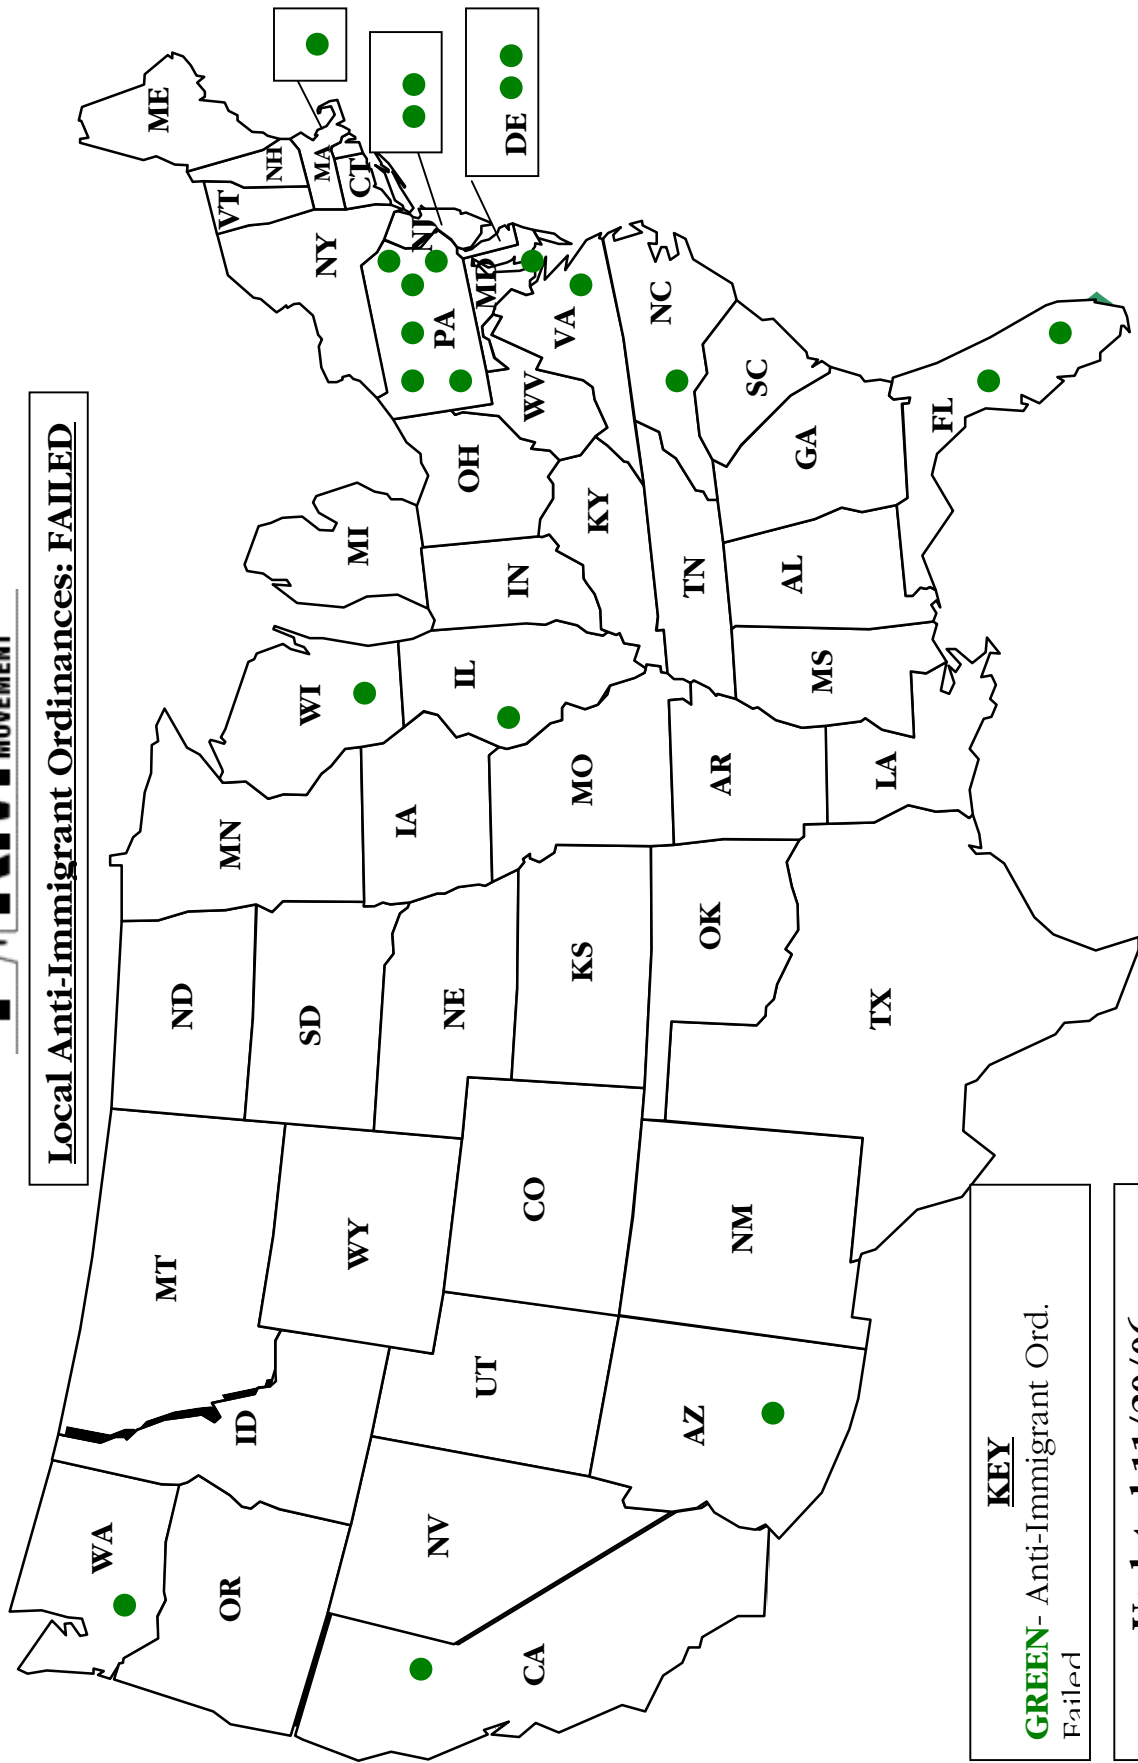 MOVEMENT
Local Anti-Immigrant Ordinances: FAILED
WA
MT
ND
MN
ME
VT
NH
OR
ID
SD
WI
MI
NY
MA
CT
WY
NE
IA
PA
NJ
NV
UT
CO
KS
IL
IN
OH
MD
DE
CA
MO
KY
WV
VA
AZ
NM
OK
AR
TN
NC
TX
LA
MS
AL
GA
SC
FL
KEY
GREEN- Anti-Immigrant Ord.
Failed